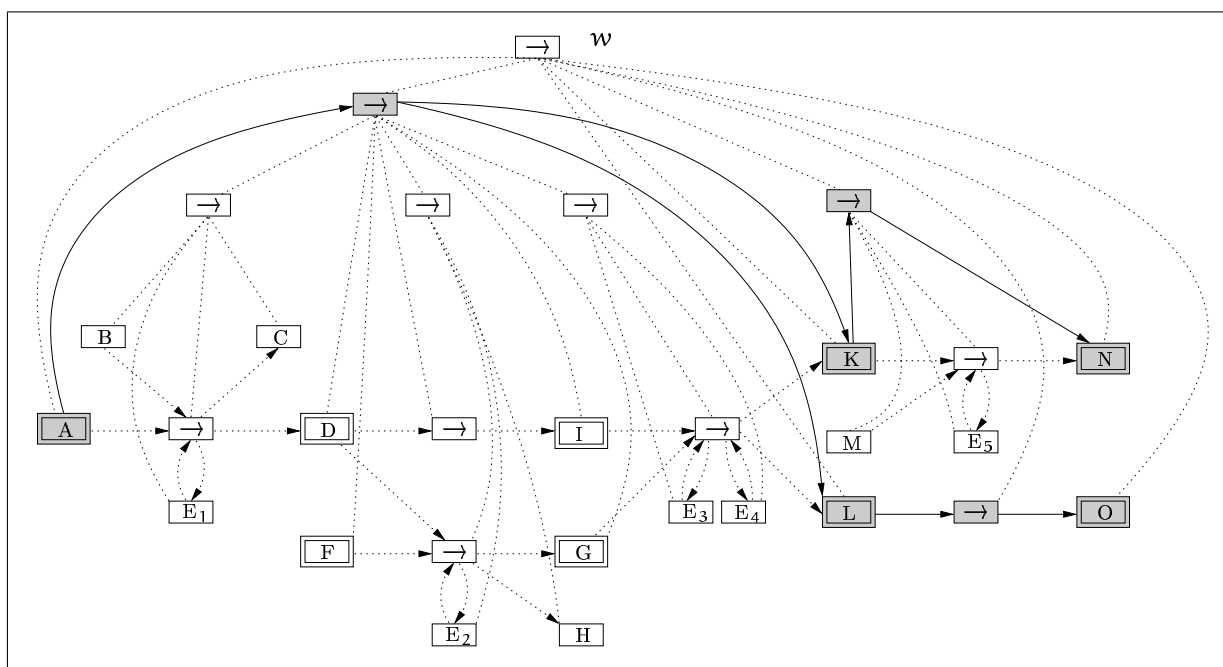 → w
→
→ → → →
B C K → N
A → D → I → M E₅
E₁ E₃ E₄ L → O
F → G
E₂ H